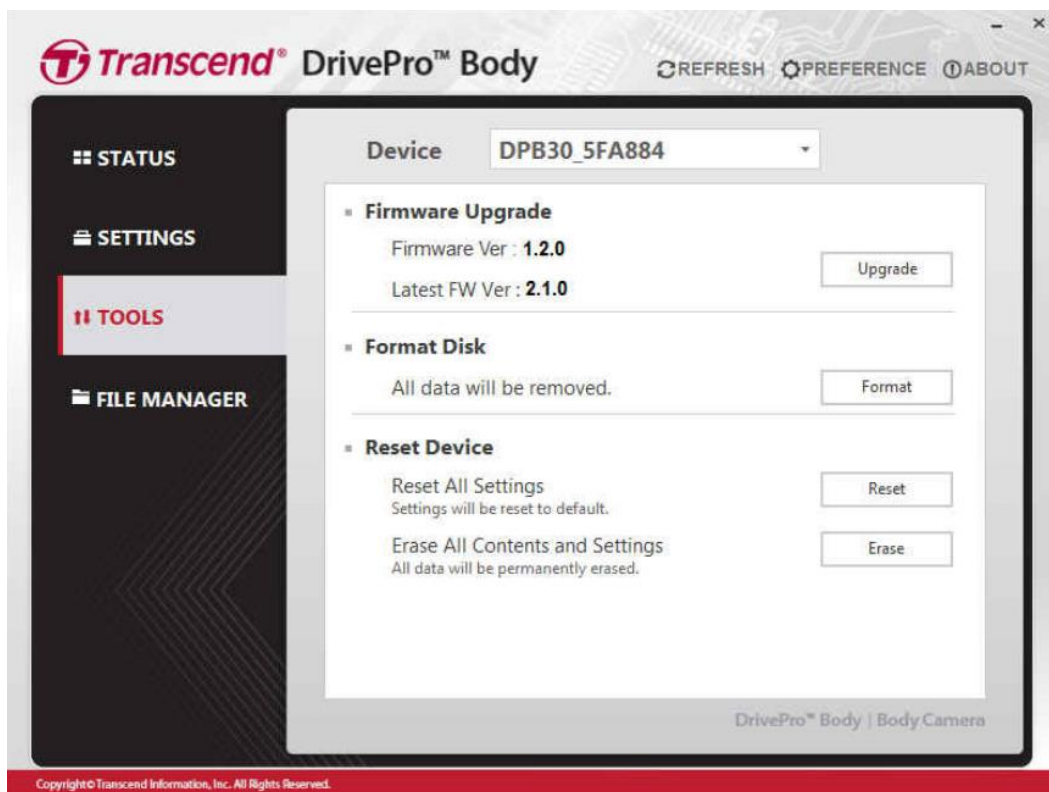 Transcend® DrivePro™ Body
REFRESH PREFERENCE ABOUT
STATUS
SETTINGS
TOOLS
FILE MANAGER
Device DPB30_5FA884
Firmware Upgrade
Firmware Ver : 1.2.0
Latest FW Ver : 2.1.0
Upgrade
Format Disk
All data will be removed.
Format
Reset Device
Reset All Settings
Settings will be reset to default.
Reset
Erase All Contents and Settings
All data will be permanently erased.
Erase
DrivePro™ Body | Body Camera
Copyright©Transcend Information, Inc. All Rights Reserved.